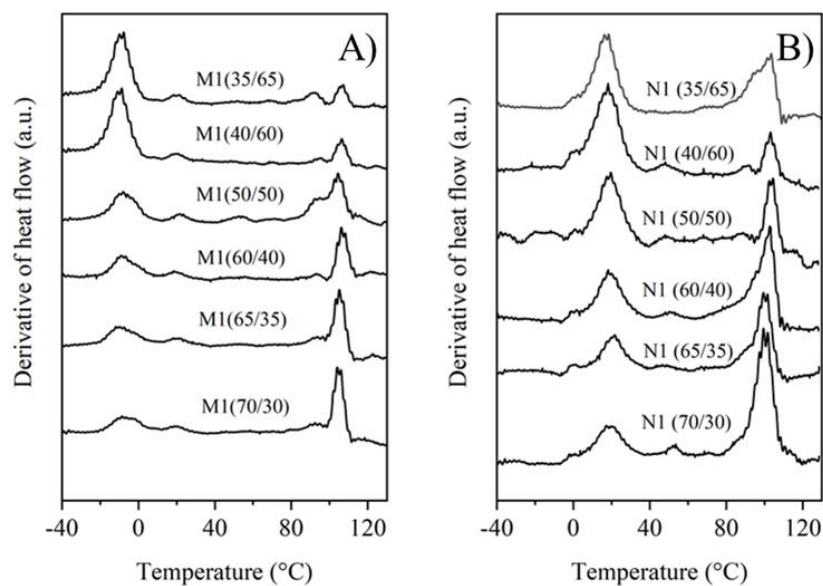 A)
M1(35/65)
M1(40/60)
M1(50/50)
M1(60/40)
M1(65/35)
M1(70/30)
Derivative of heat flow (a.u.)
-40 0 40 80 120
Temperature (°C)
B)
N1 (35/65)
N1 (40/60)
N1 (50/50)
N1 (60/40)
N1 (65/35)
N1 (70/30)
Derivative of heat flow (a.u.)
-40 0 40 80 120
Temperature (°C)